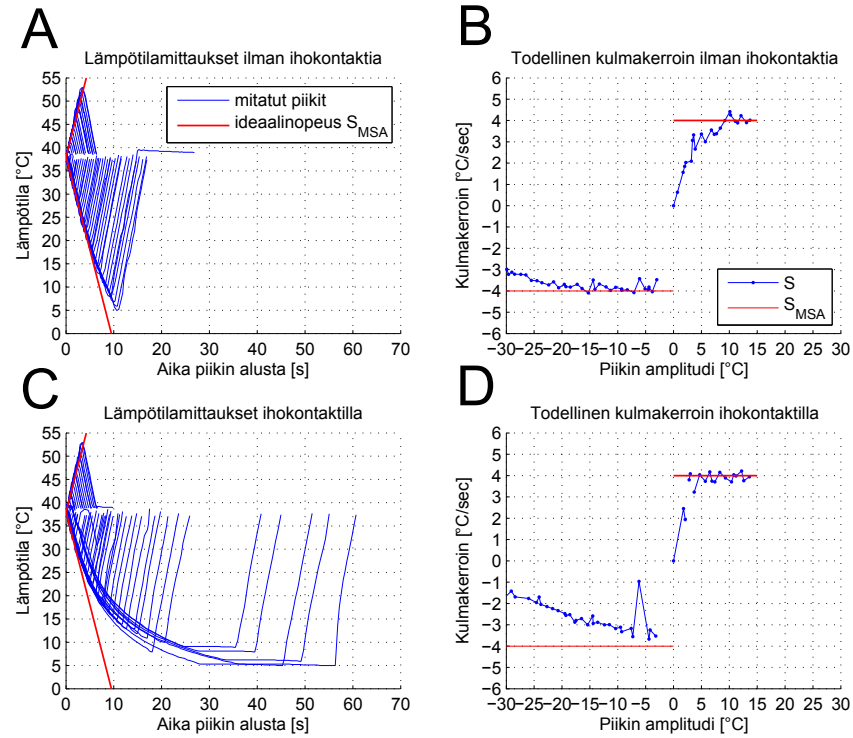 A
Lämpötilamittaukset ilman ihokontaktia
55
50
45
40
35
30
25
20
15
10
5
0
Lämpötila [°C]
mitatut piikit
ideaalinopeus S_MSA
0 10 20 30 40 50 60 70
Aika piikin alusta [s]
B
Todellinen kulmakerroin ilman ihokontaktia
6
5
4
3
2
1
0
−1
−2
−3
−4
−5
−6
Kulmakerroin [°C/sec]
S
S_MSA
−30−25−20−15−10 −5 0 5 10 15 20 25 30
Piikin amplitudi [°C]
C
Lämpötilamittaukset ihokontaktilla
55
50
45
40
35
30
25
20
15
10
5
0
Lämpötila [°C]
0 10 20 30 40 50 60 70
Aika piikin alusta [s]
D
Todellinen kulmakerroin ihokontaktilla
6
5
4
3
2
1
0
−1
−2
−3
−4
−5
−6
Kulmakerroin [°C/sec]
−30−25−20−15−10 −5 0 5 10 15 20 25 30
Piikin amplitudi [°C]